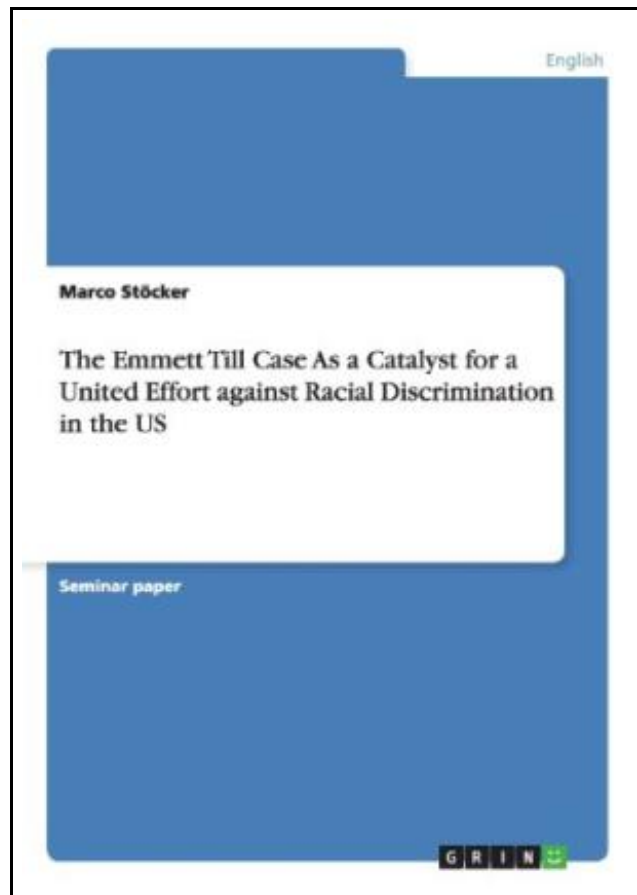 English
Marco Stöcker
The Emmett Till Case As a Catalyst for a
United Effort against Racial Discrimination
in the US
Seminar paper
GRIN